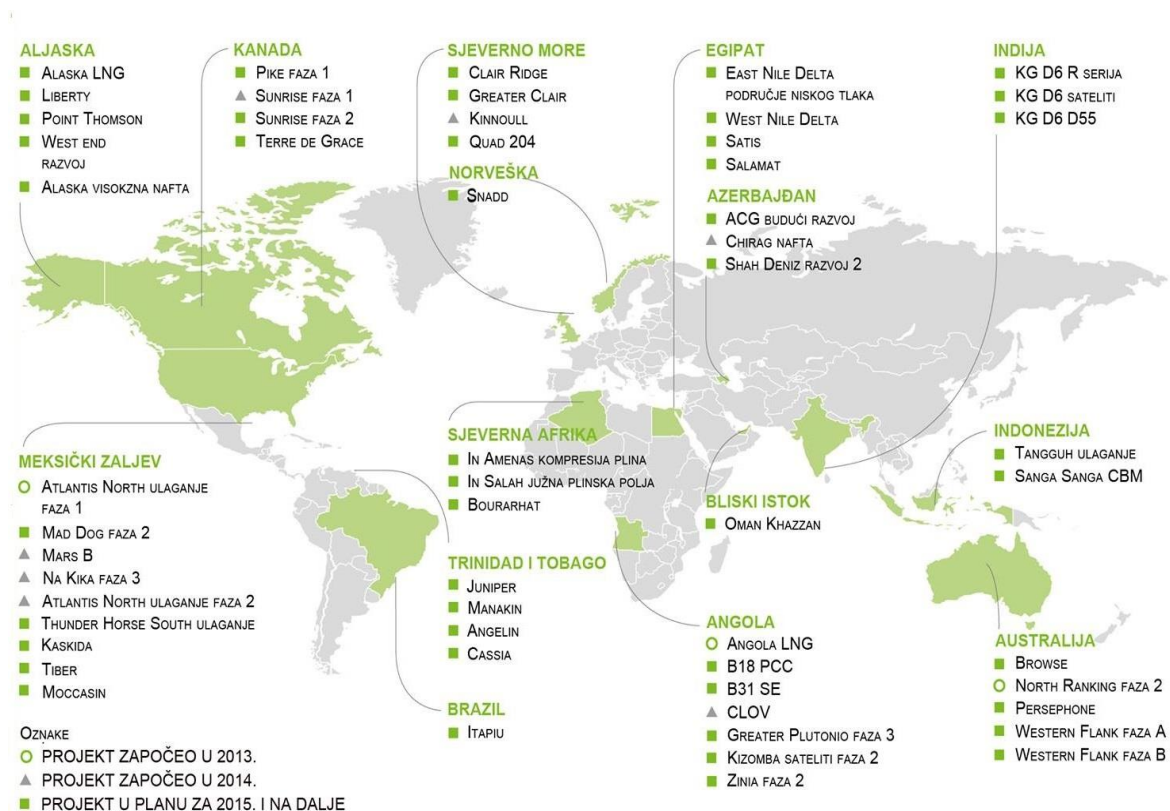 ALJASKA
ALASKA LNG
LIBERTY
POINT THOMSON
WEST END
RAZVOJ
ALASKA VISOKZNA NAFTA
KANADA
PIKE FAZA 1
SUNRISE FAZA 1
SUNRISE FAZA 2
TERRE DE GRACE
SJEVERNO MORE
CLAIR RIDGE
GREATER CLAIR
KINNOULL
QUAD 204
NORVEŠKA
SNADD
EGIPAT
EAST NILE DELTA
PODRUČJE NISKOG TLAKA
WEST NILE DELTA
SATIS
SALAMAT
AZERBAJĐAN
ACG BUDUĆI RAZVOJ
CHIRAG NAFTA
SHAH DENIZ RAZVOJ 2
INDIJA
KG D6 R SERIJA
KG D6 SATELITI
KG D6 D55
MEKSIČKI ZALJEV
ATLANTIS NORTH ULAGANJE
FAZA 1
MAD DOG FAZA 2
MARS B
NA KIKA FAZA 3
ATLANTIS NORTH ULAGANJE FAZA 2
THUNDER HORSE SOUTH ULAGANJE
KASKIDA
TIBER
MOCCASIN
SJEVERNA AFRIKA
IN AMENAS KOMPRESIJA PLINA
IN SALAH JUŽNA PLINSKA POLJA
BOURARHAT
TRINIDAD I TOBAGO
JUNIPER
MANAKIN
ANGELIN
CASSIA
BRAZIL
ITAPIU
BLISKI ISTOK
OMAN KHAZZAN
ANGOLA
ANGOLA LNG
B18 PCC
B31 SE
CLOV
GREATER PLUTONIO FAZA 3
KIZOMBA SATELITI FAZA 2
ZINIA FAZA 2
INDONEZIJA
TANGGUH ULAGANJE
SANGA SANGA CBM
AUSTRALIJA
BROWSE
NORTH RANKING FAZA 2
PERSEPHONE
WESTERN FLANK FAZA A
WESTERN FLANK FAZA B
OZNAKE
PROJEKT ZAPOČEO U 2013.
PROJEKT ZAPOČEO U 2014.
PROJEKT U PLANU ZA 2015. I NA DALJE